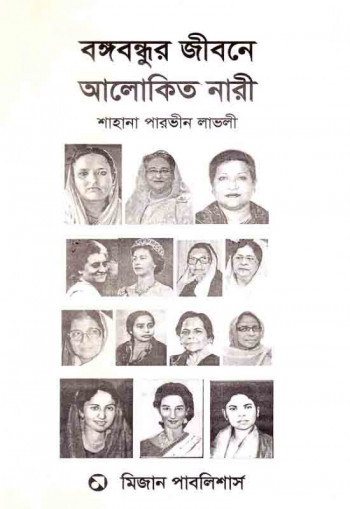 বঙ্গবন্ধুর জীবনে
আলোকিত নারী
শাহানা পারভীন লাভলী
মিজান পাবলিশার্স